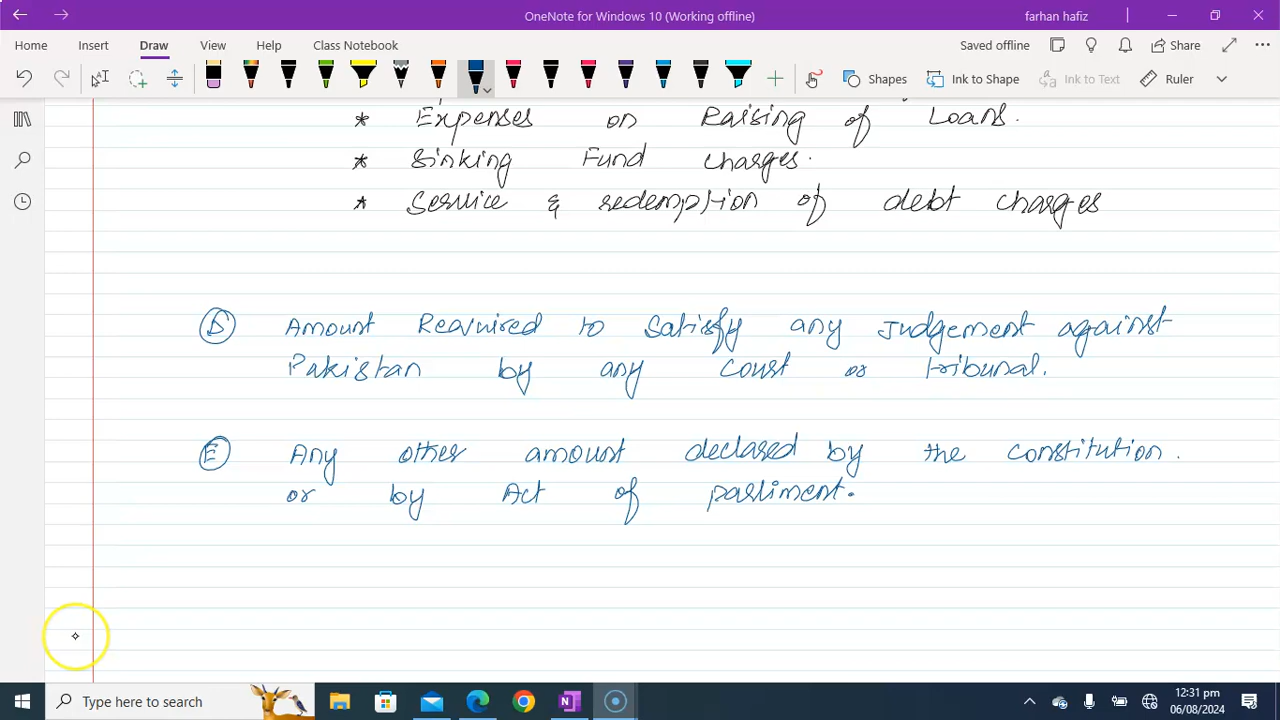 OneNote for Windows 10 (Working offline)
farhan hafiz
Home Insert Draw View Help Class Notebook
Saved offline
Share
Shapes
Ink to Shape
Ink to Text
Ruler
* Expenses on Raising of Loans.
* Sinking Fund charges.
* Service & redemption of debt charges
D Amount Required to Satisfy any Judgement against
Pakistan by any Court or tribunal.
E Any other amount declared by the constitution.
or by Act of parliment.
Type here to search
12:31 pm
06/08/2024